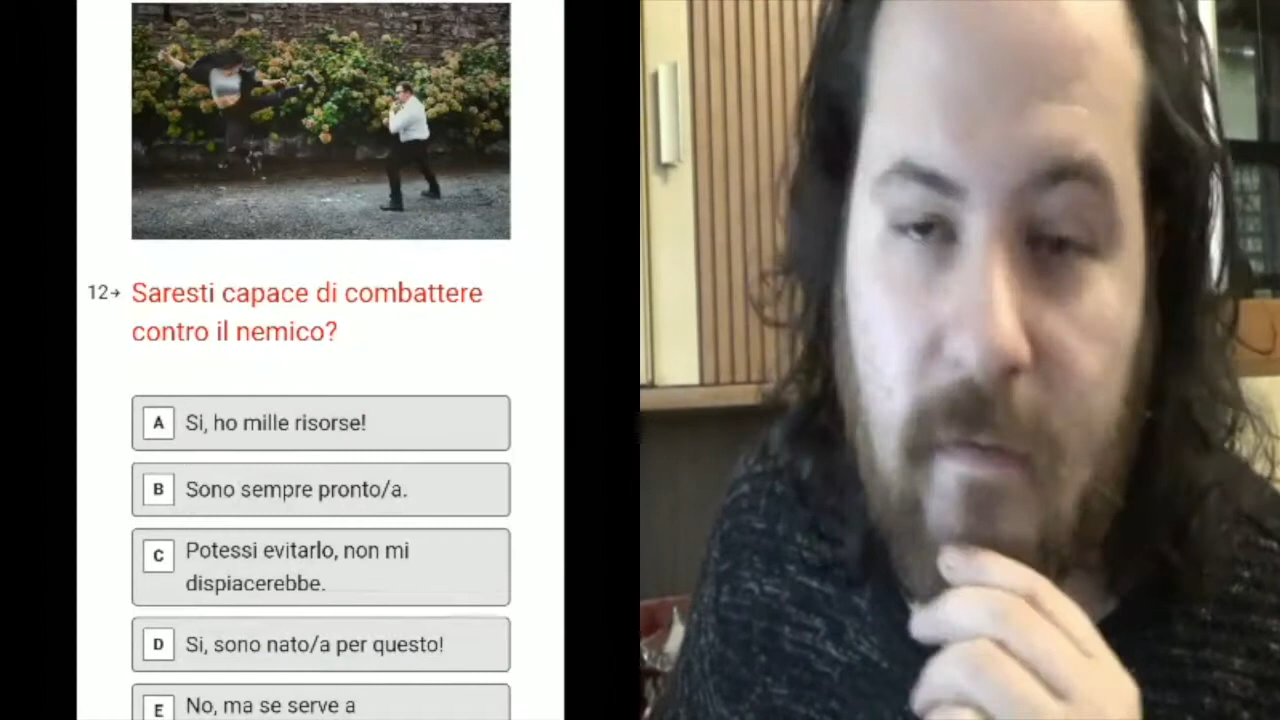 12→ Saresti capace di combattere
contro il nemico?
A Si, ho mille risorse!
B Sono sempre pronto/a.
C Potessi evitarlo, non mi
dispiacerebbe.
D Si, sono nato/a per questo!
E No, ma se serve a